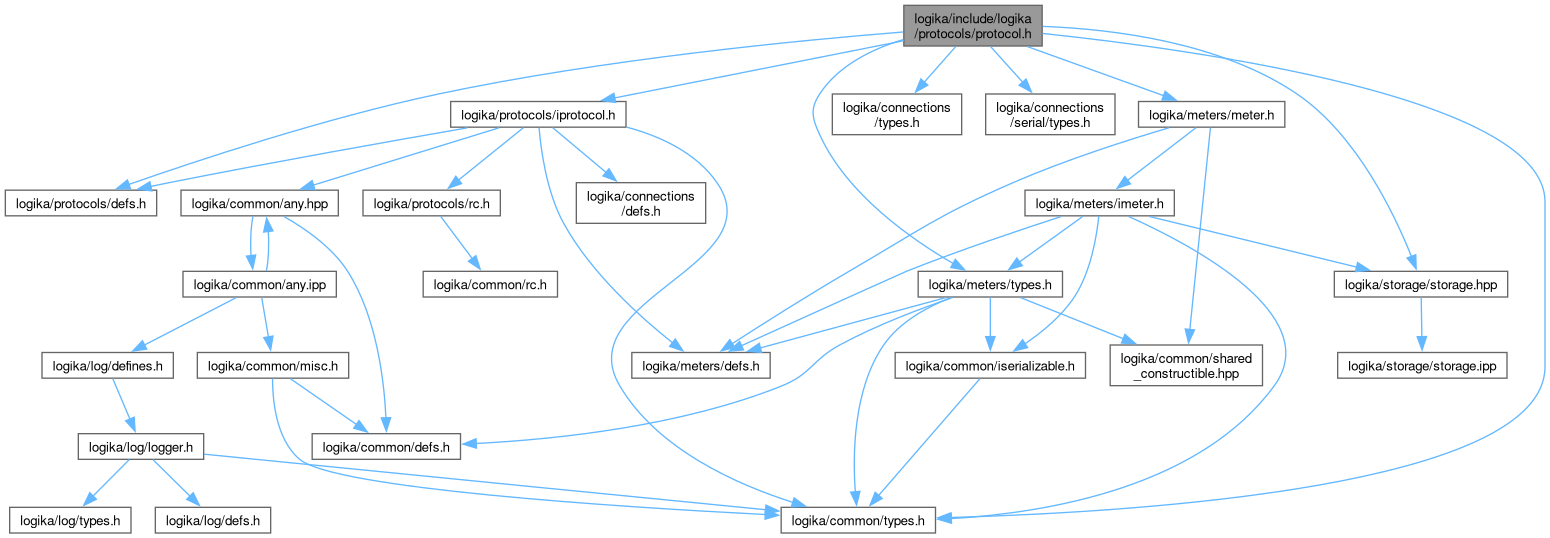 logika/include/logika
/protocols/protocol.h
logika/protocols/iprotocol.h
logika/connections
/types.h
logika/connections
/serial/types.h
logika/meters/meter.h
logika/protocols/defs.h
logika/common/any.hpp
logika/protocols/rc.h
logika/connections
/defs.h
logika/meters/imeter.h
logika/common/any.ipp
logika/common/rc.h
logika/meters/types.h
logika/storage/storage.hpp
logika/log/defines.h
logika/common/misc.h
logika/meters/defs.h
logika/common/iserializable.h
logika/common/shared
_constructible.hpp
logika/storage/storage.ipp
logika/log/logger.h
logika/common/defs.h
logika/log/types.h
logika/log/defs.h
logika/common/types.h